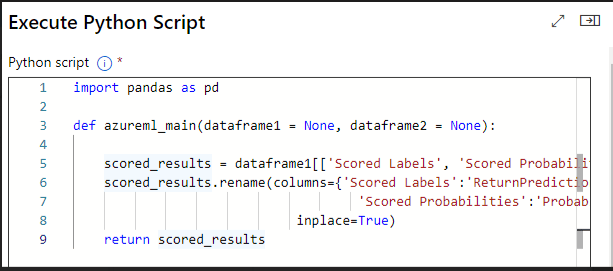 Execute Python Script
Python script i *
1 import pandas as pd
2
3 def azureml_main(dataframe1 = None, dataframe2 = None):
4
5 scored_results = dataframe1[['Scored Labels', 'Scored Probabilit
6 scored_results.rename(columns={'Scored Labels':'ReturnPredictio
7 'Scored Probabilities':'Probab
8 inplace=True)
9 return scored_results